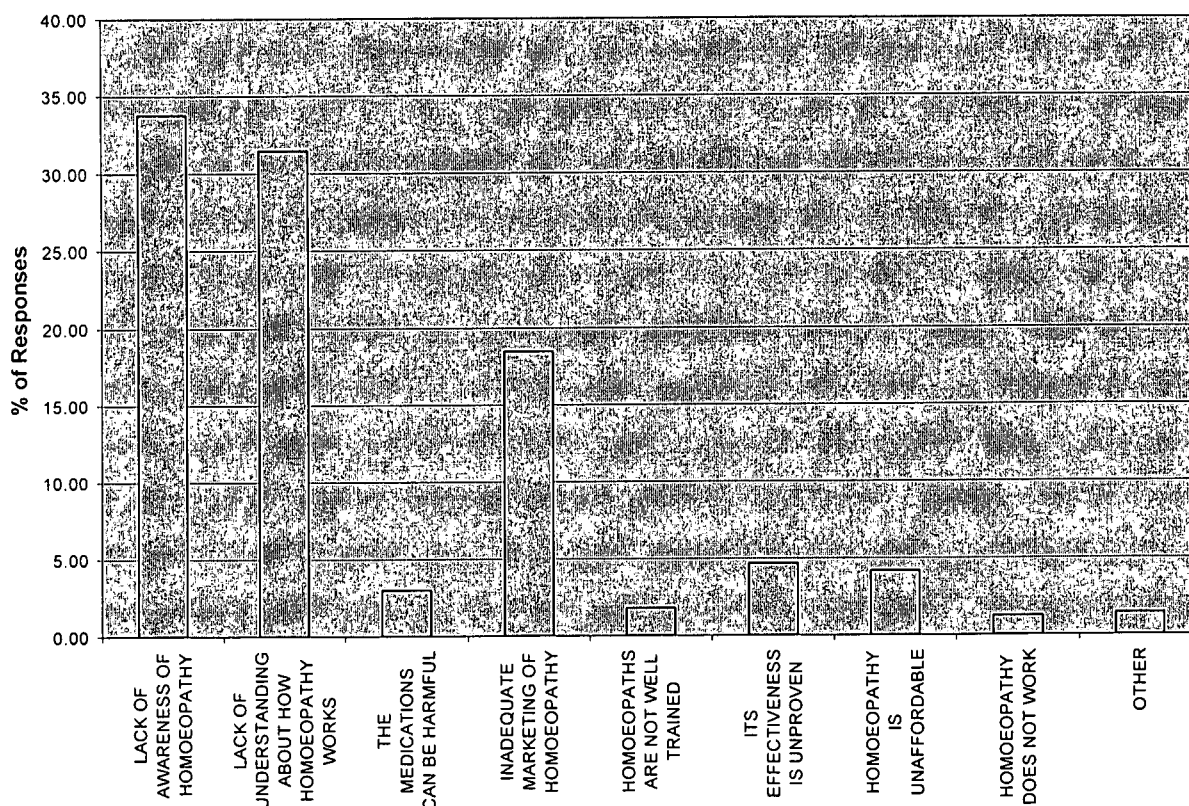 40.00
35.00
30.00
25.00
20.00
15.00
10.00
5.00
0.00
% of Responses
LACK OF
AWARENESS OF
HOMOEOPATHY
LACK OF
UNDERSTANDING
ABOUT HOW
HOMOEOPATHY
WORKS
THE
MEDICATIONS
CAN BE HARMFUL
INADEQUATE
MARKETING OF
HOMOEOPATHY
HOMOEOPATHS
ARE NOT WELL
TRAINED
ITS
EFFECTIVENESS
IS UNPROVEN
HOMOEOPATHY
IS
UNAFFORDABLE
HOMOEOPATHY
DOES NOT WORK
OTHER